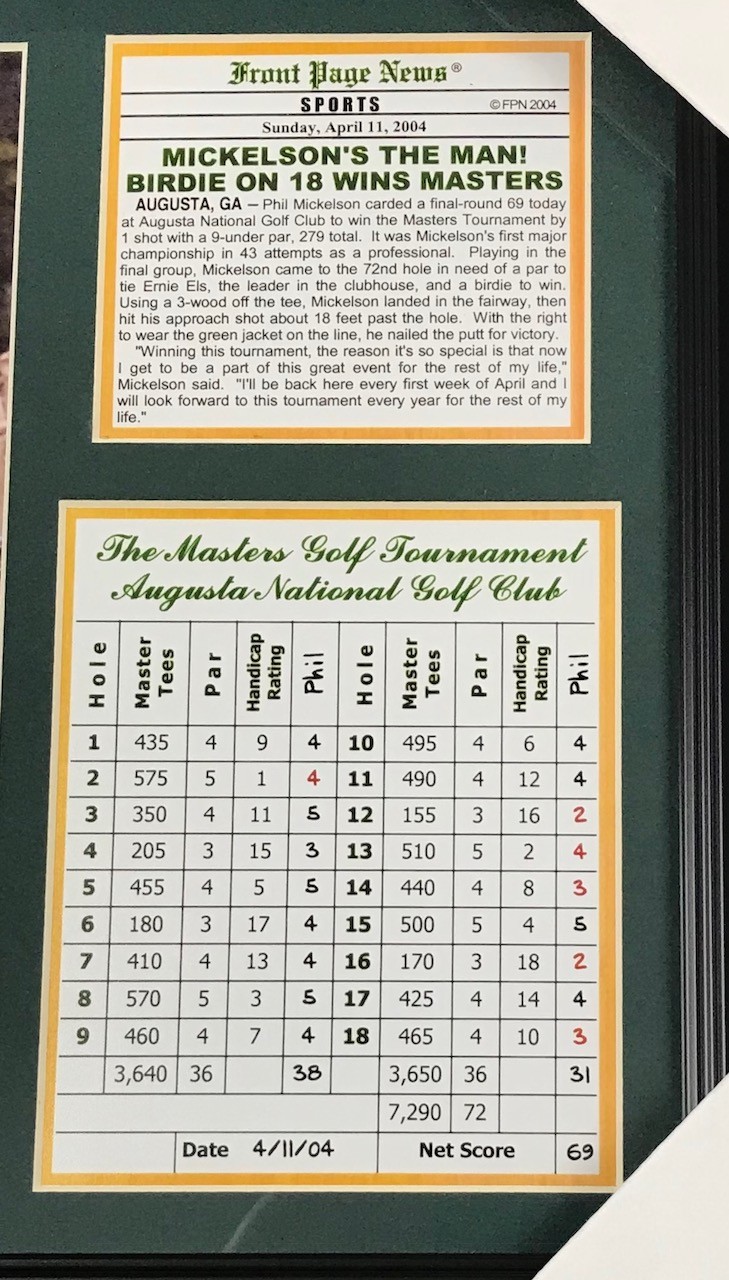 Front Page News®
SPORTS © FPN 2004
Sunday, April 11, 2004
MICKELSON'S THE MAN!
BIRDIE ON 18 WINS MASTERS
AUGUSTA, GA — Phil Mickelson carded a final-round 69 today
at Augusta National Golf Club to win the Masters Tournament by
1 shot with a 9-under par, 279 total. It was Mickelson's first major
championship in 43 attempts as a professional. Playing in the
final group, Mickelson came to the 72nd hole in need of a par to
tie Ernie Els, the leader in the clubhouse, and a birdie to win.
Using a 3-wood off the tee, Mickelson landed in the fairway, then
hit his approach shot about 18 feet past the hole. With the right
to wear the green jacket on the line, he nailed the putt for victory.
"Winning this tournament, the reason it's so special is that now
I get to be a part of this great event for the rest of my life,"
Mickelson said. "I'll be back here every first week of April and I
will look forward to this tournament every year for the rest of my
life."
The Masters Golf Tournament
Augusta National Golf Club
Hole Master Tees Par Handicap Rating Phil Hole Master Tees Par Handicap Rating Phil
1 435 4 9 4 10 495 4 6 4
2 575 5 1 4 11 490 4 12 4
3 350 4 11 5 12 155 3 16 2
4 205 3 15 3 13 510 5 2 4
5 455 4 5 5 14 440 4 8 3
6 180 3 17 4 15 500 5 4 5
7 410 4 13 4 16 170 3 18 2
8 570 5 3 5 17 425 4 14 4
9 460 4 7 4 18 465 4 10 3
3,640 36 38 3,650 36 31
7,290 72
Date 4/11/04 Net Score 69